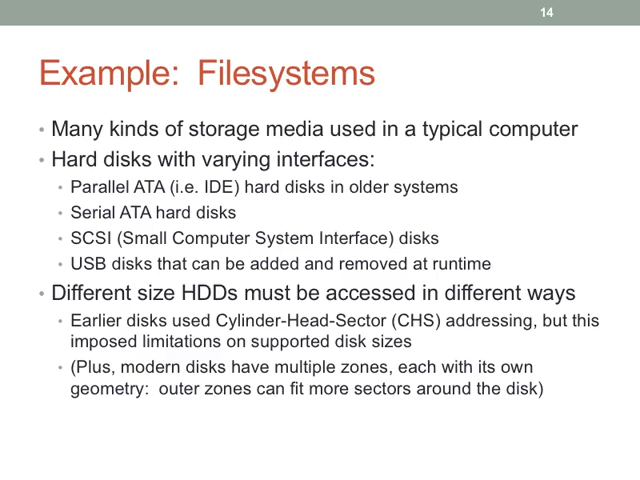 14
Example:  Filesystems
• Many kinds of storage media used in a typical computer
• Hard disks with varying interfaces:
• Parallel ATA (i.e. IDE) hard disks in older systems
• Serial ATA hard disks
• SCSI (Small Computer System Interface) disks
• USB disks that can be added and removed at runtime
• Different size HDDs must be accessed in different ways
• Earlier disks used Cylinder-Head-Sector (CHS) addressing, but this
imposed limitations on supported disk sizes
• (Plus, modern disks have multiple zones, each with its own
geometry:  outer zones can fit more sectors around the disk)